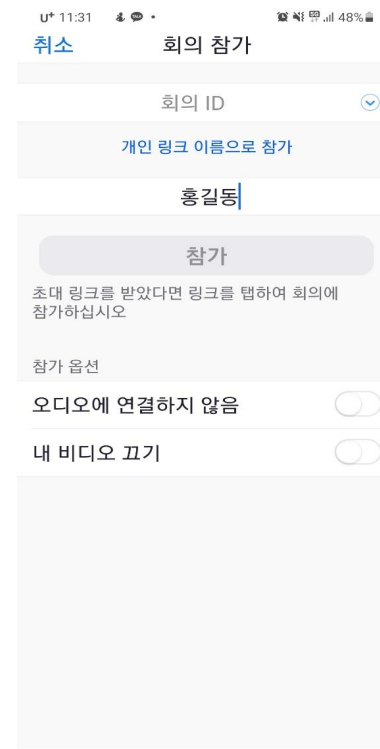 U⁺ 11:31 48%
취소 회의 참가
회의 ID
개인 링크 이름으로 참가
홍길동
참가
초대 링크를 받았다면 링크를 탭하여 회의에
참가하십시오
참가 옵션
오디오에 연결하지 않음
내 비디오 끄기